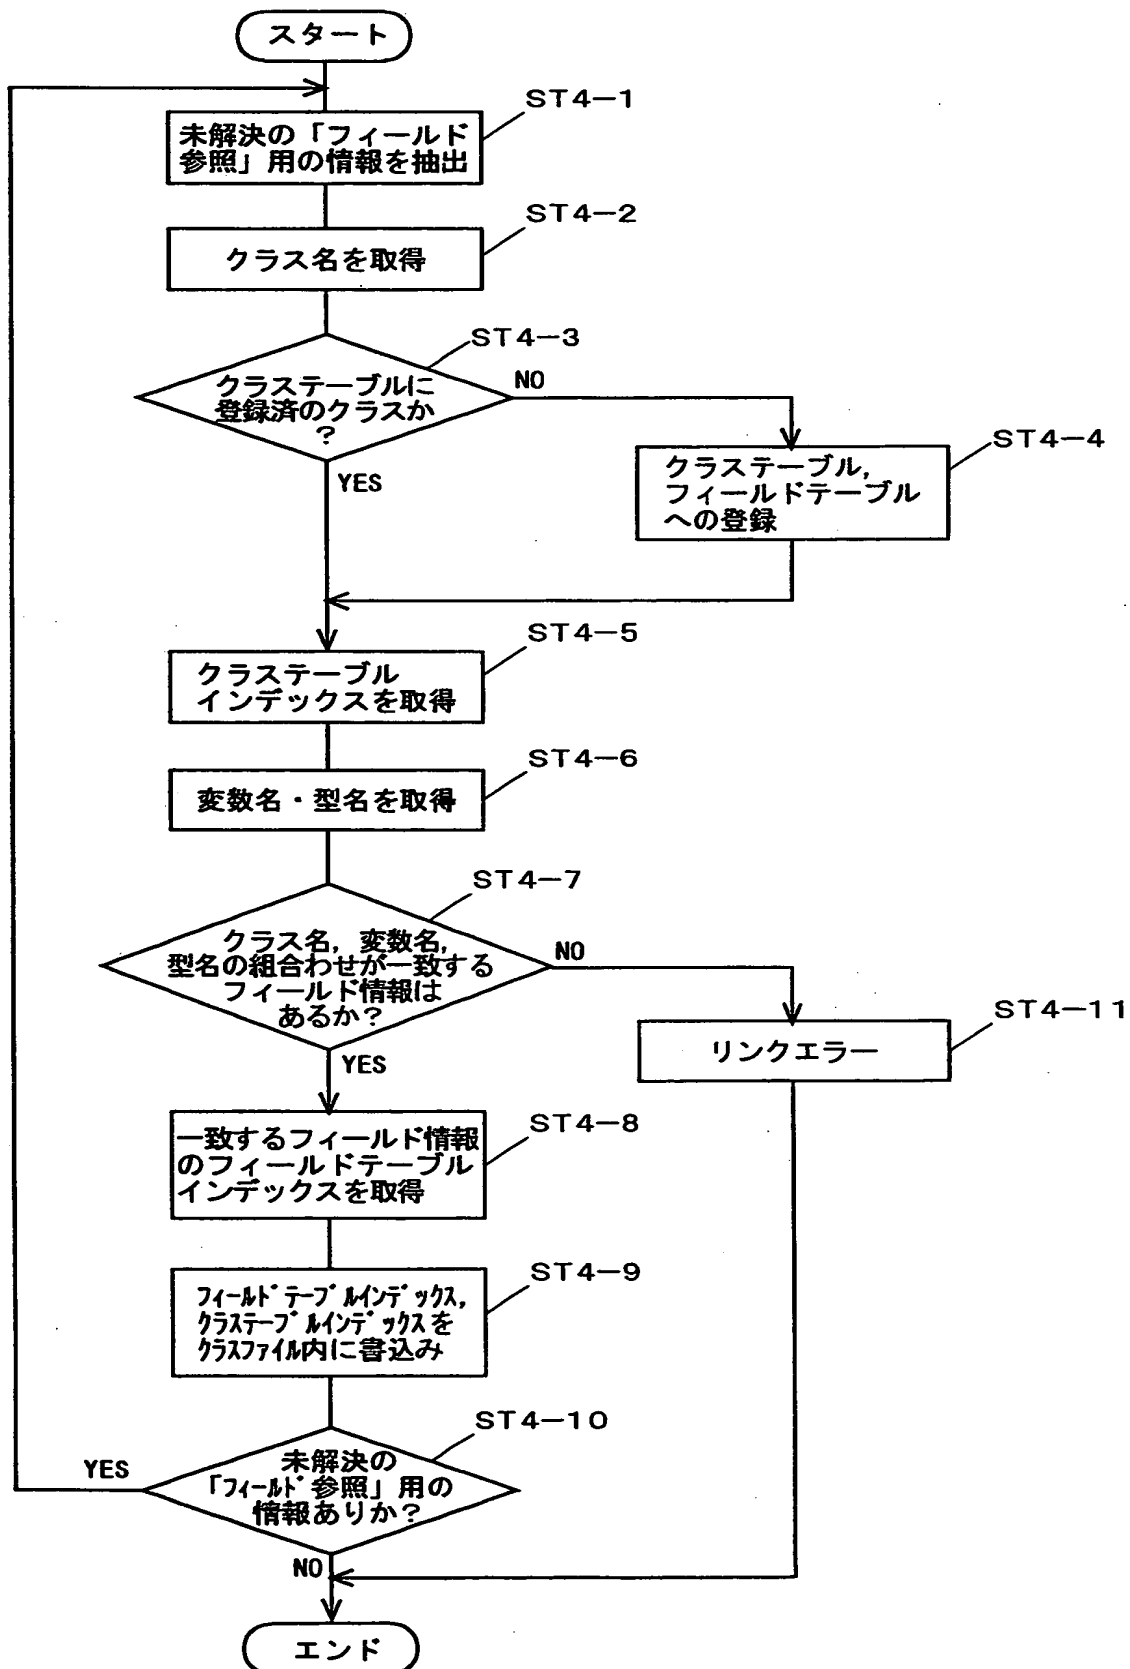 スタート
ST4-1
未解決の「フィールド
参照」用の情報を抽出
ST4-2
クラス名を取得
ST4-3
クラステーブルに
登録済のクラスか
?
NO
YES
ST4-4
クラステーブル,
フィールドテーブル
への登録
ST4-5
クラステーブル
インデックスを取得
ST4-6
変数名・型名を取得
ST4-7
クラス名, 変数名,
型名の組合わせが一致する
フィールド情報は
あるか?
NO
YES
ST4-11
リンクエラー
ST4-8
一致するフィールド情報
のフィールドテーブル
インデックスを取得
ST4-9
フィールドテーブルインデックス,
クラステーブルインデックスを
クラスファイル内に書込み
ST4-10
未解決の
「フィールド参照」用の
情報ありか?
YES
NO
エンド